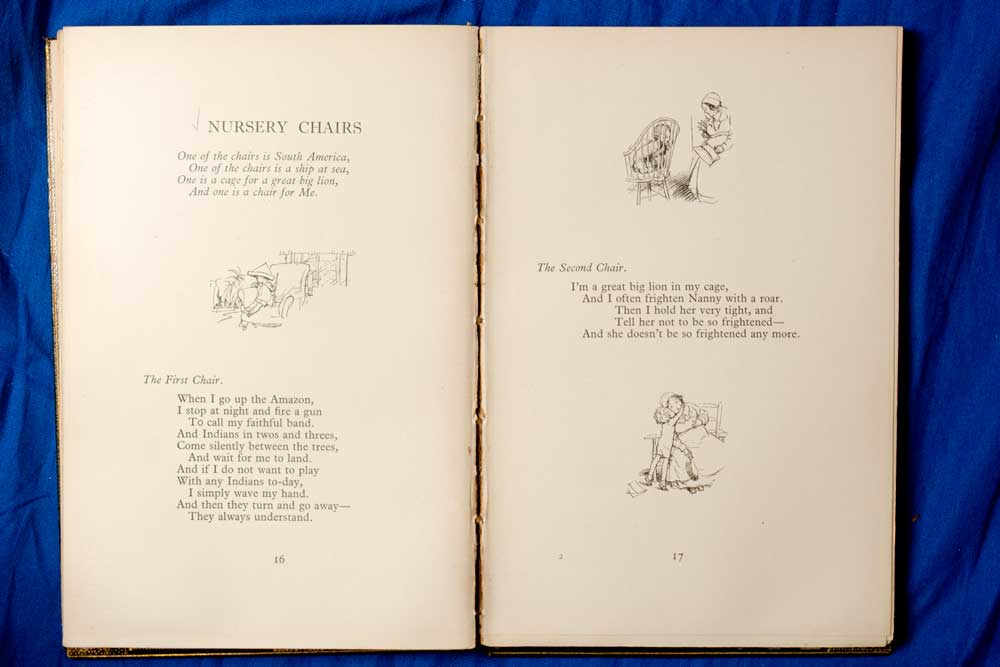 NURSERY CHAIRS
One of the chairs is South America,
One of the chairs is a ship at sea,
One is a cage for a great big lion,
And one is a chair for Me.
The First Chair.
When I go up the Amazon,
I stop at night and fire a gun
To call my faithful band.
And Indians in twos and threes,
Come silently between the trees,
And wait for me to land.
And if I do not want to play
With any Indians to-day,
I simply wave my hand.
And then they turn and go away—
They always understand.
16
The Second Chair.
I'm a great big lion in my cage,
And I often frighten Nanny with a roar.
Then I hold her very tight, and
Tell her not to be so frightened—
And she doesn't be so frightened any more.
2
17